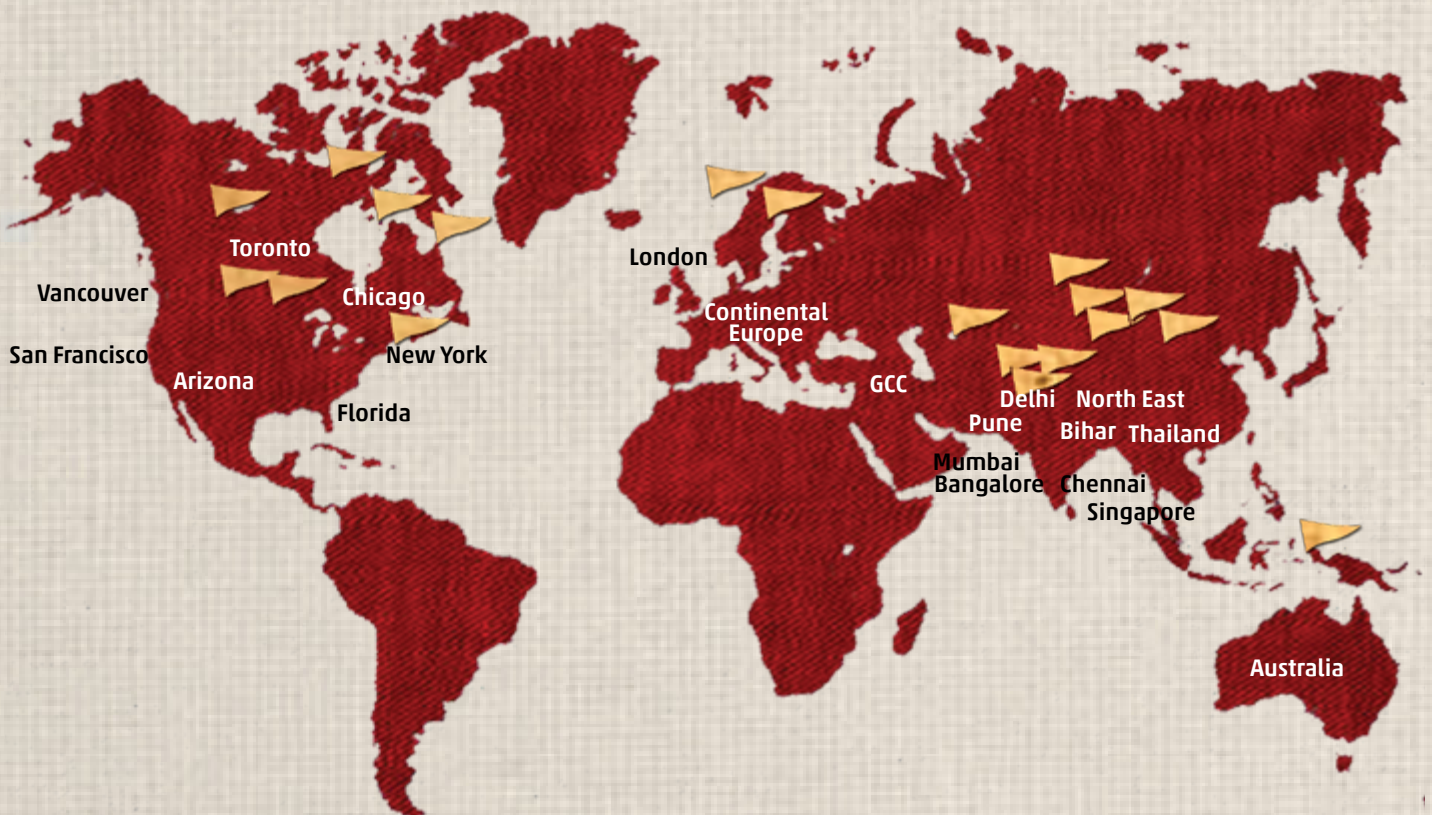 Toronto
Vancouver
Chicago
San Francisco
New York
Arizona
Florida
London
Continental
Europe
GCC
Delhi
North East
Pune
Bihar
Thailand
Mumbai
Bangalore
Chennai
Singapore
Australia